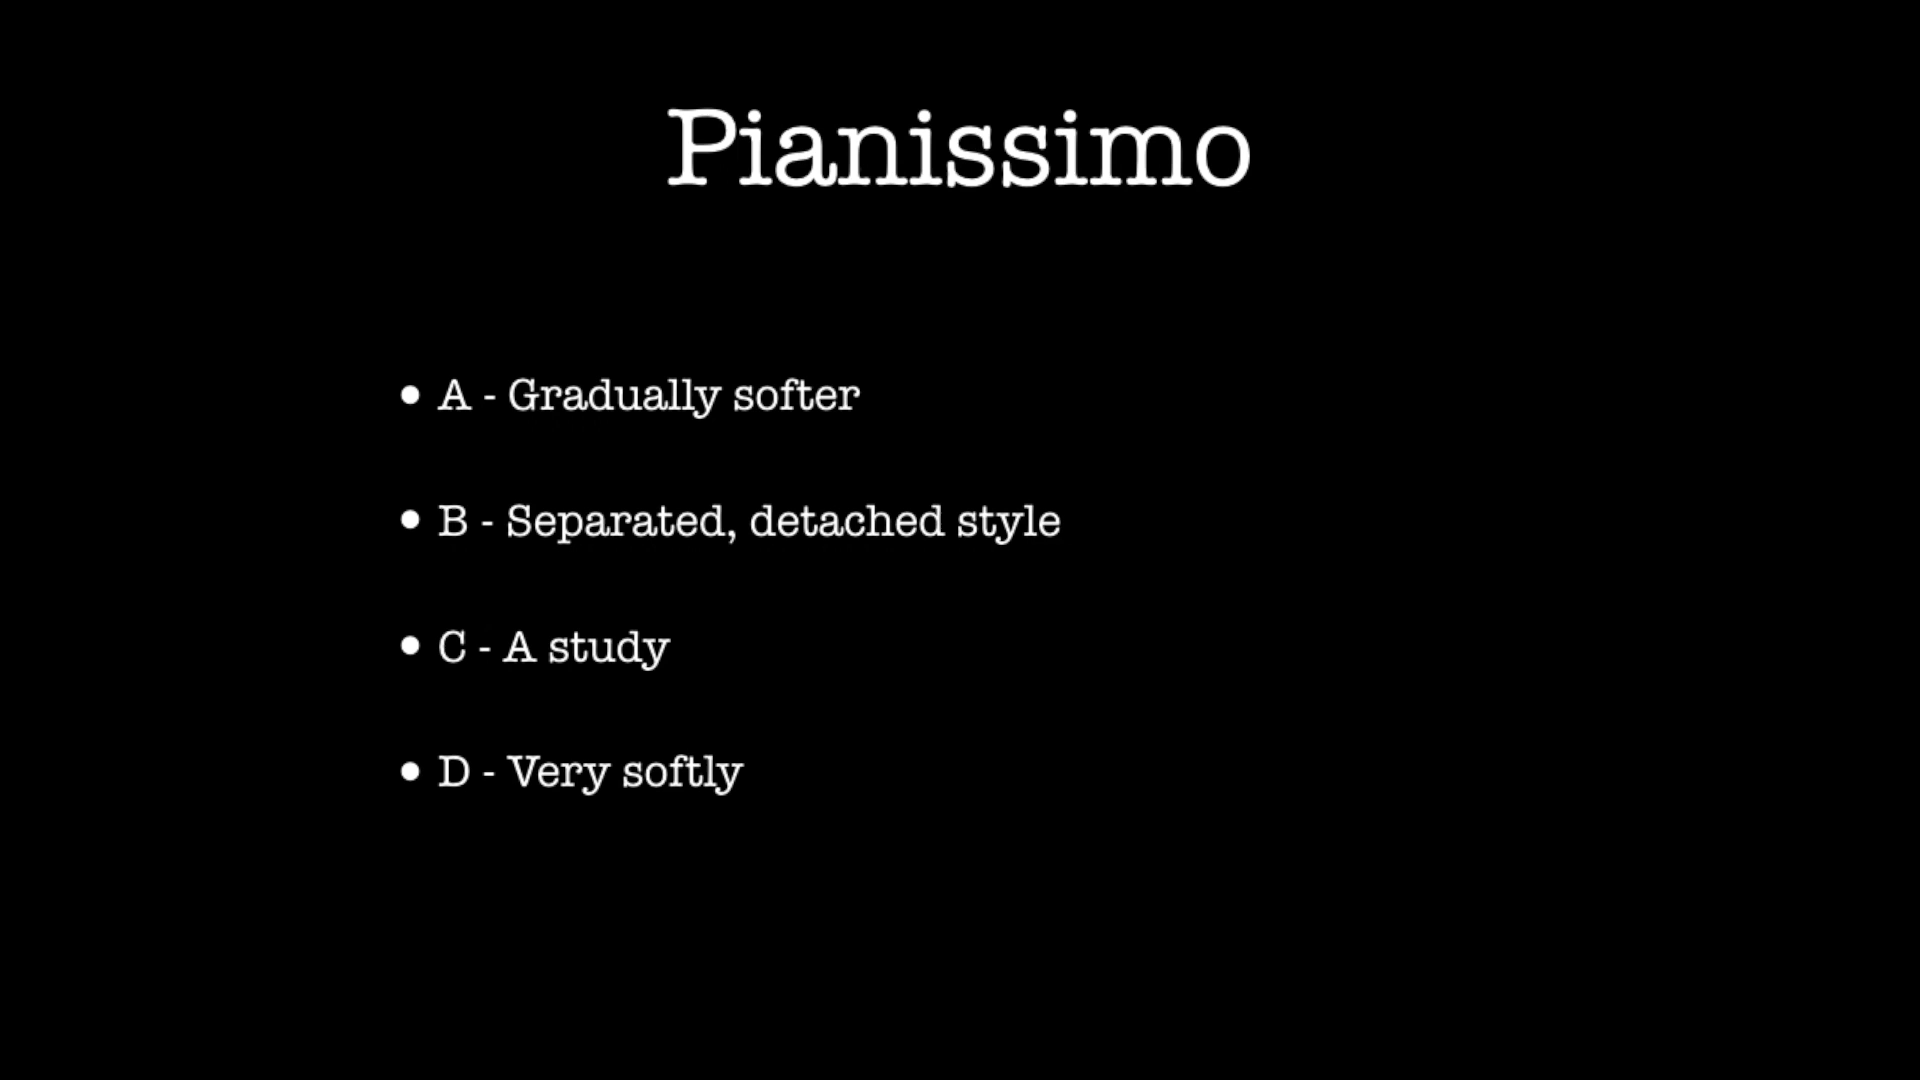 Pianissimo
• A - Gradually softer
• B - Separated, detached style
• C - A study
• D - Very softly